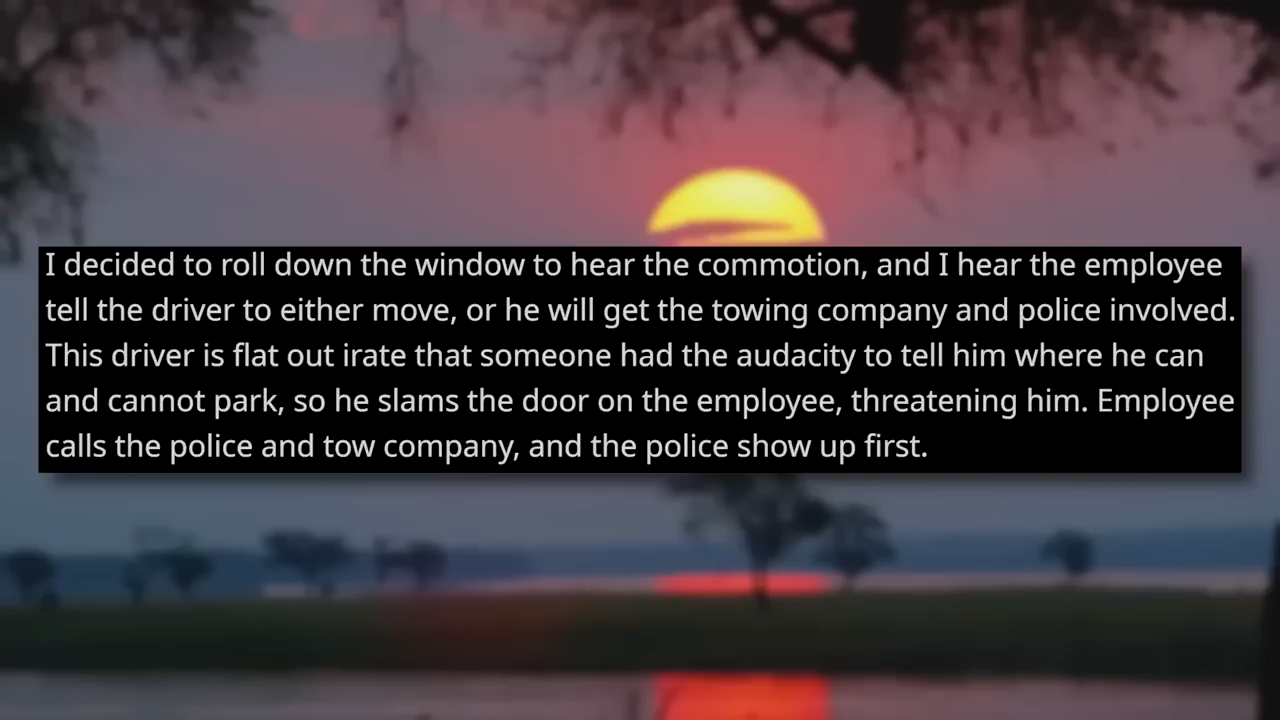 I decided to roll down the window to hear the commotion, and I hear the employee
tell the driver to either move, or he will get the towing company and police involved.
This driver is flat out irate that someone had the audacity to tell him where he can
and cannot park, so he slams the door on the employee, threatening him. Employee
calls the police and tow company, and the police show up first.